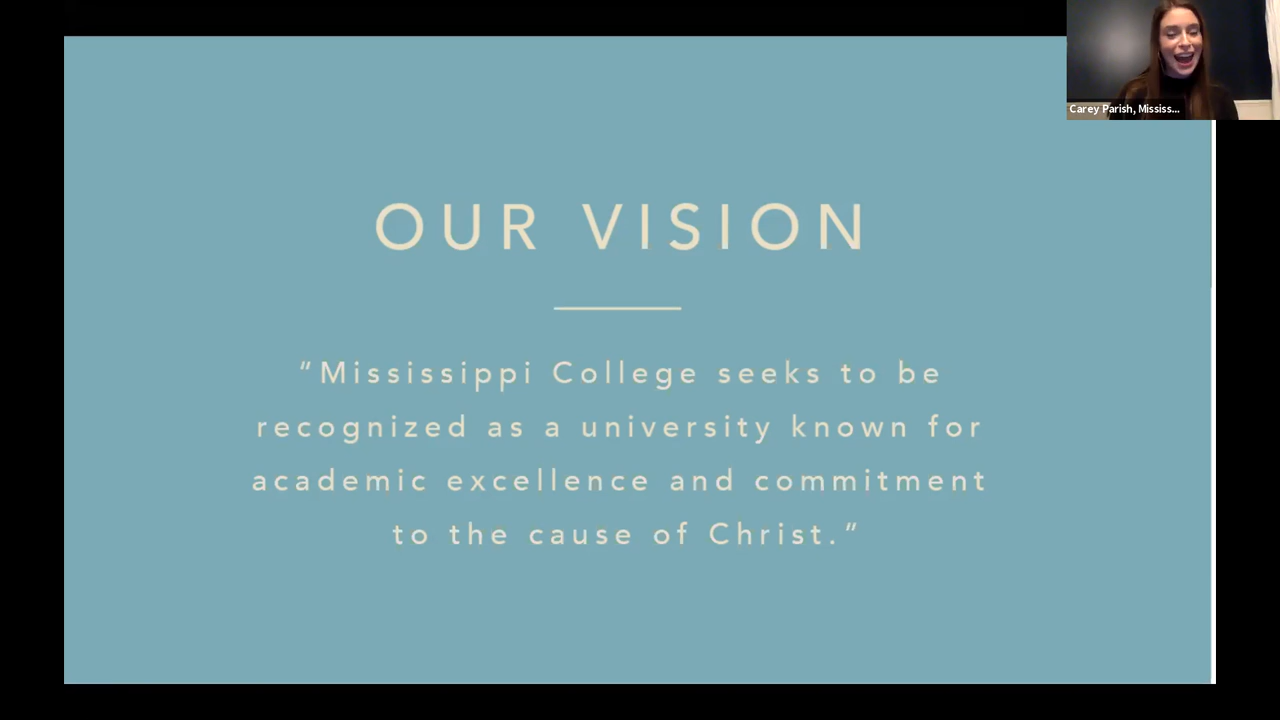 Carey Parish, Mississ...
OUR VISION
"Mississippi College seeks to be
recognized as a university known for
academic excellence and commitment
to the cause of Christ."